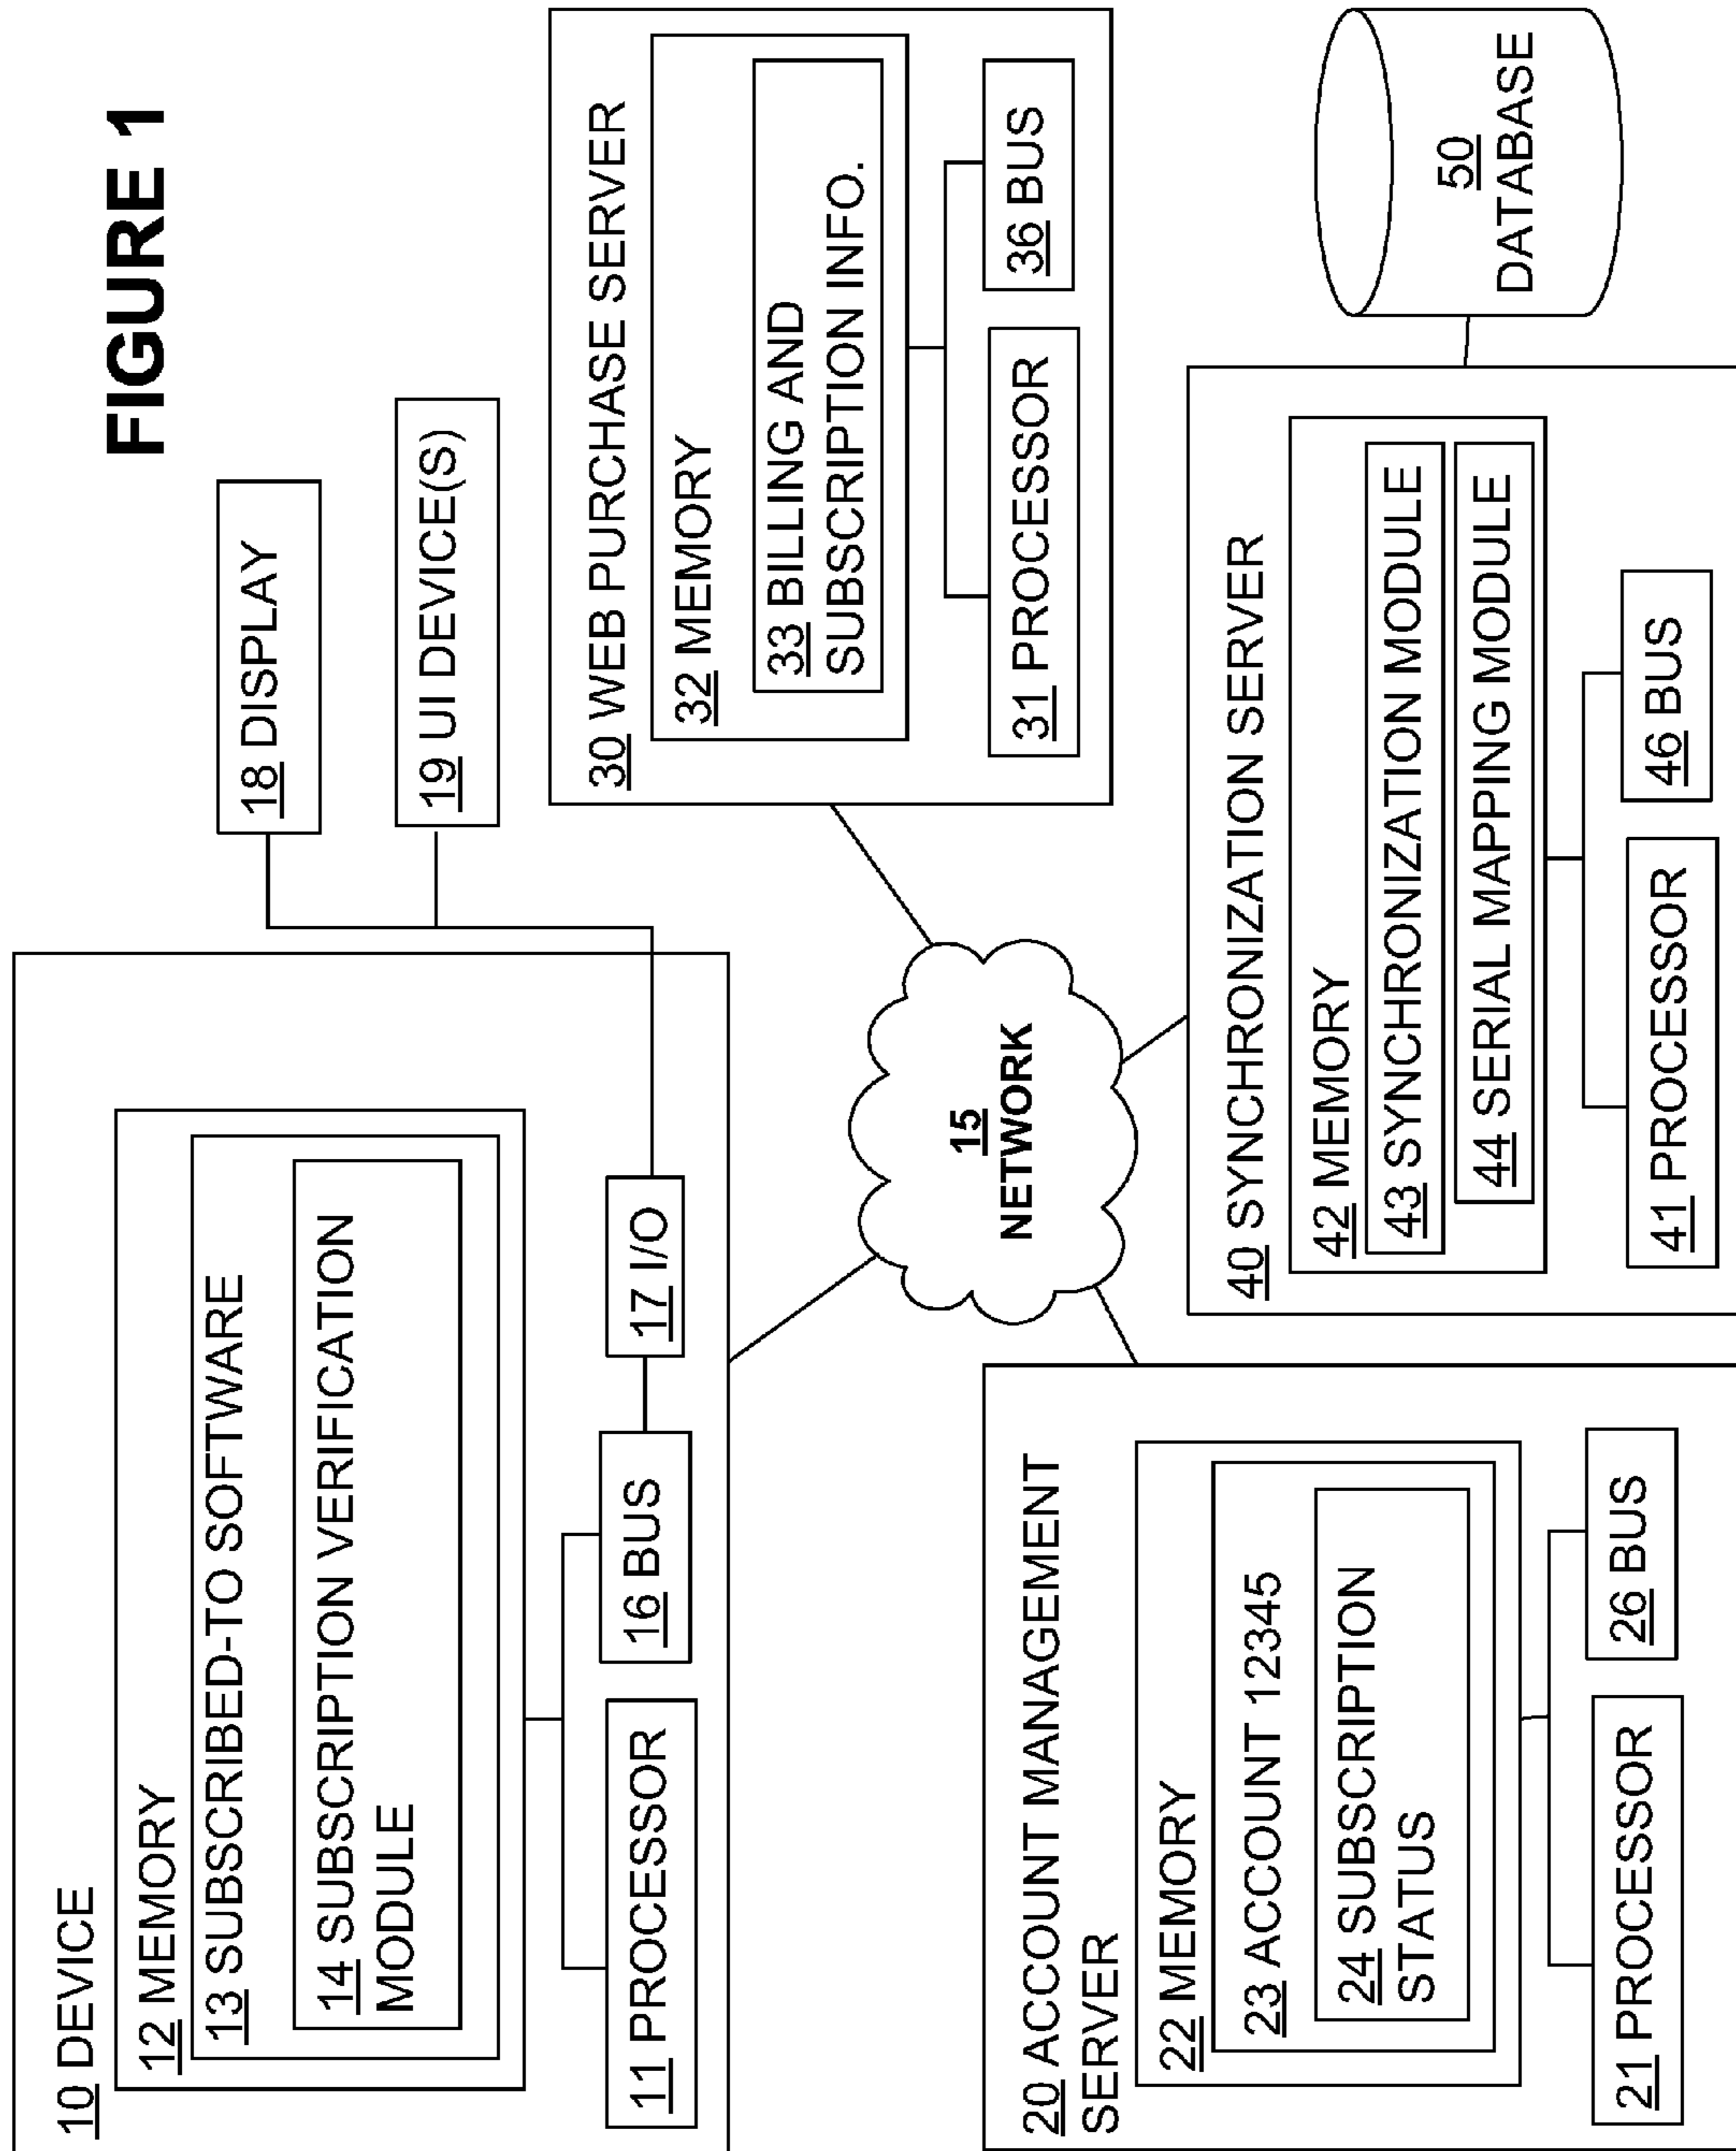 FIGURE 1
10 DEVICE
12 MEMORY
13 SUBSCRIBED-TO SOFTWARE
14 SUBSCRIPTION VERIFICATION
MODULE
11 PROCESSOR
16 BUS
17 I/O
18 DISPLAY
19 UI DEVICE(S)
30 WEB PURCHASE SERVER
32 MEMORY
33 BILLING AND
SUBSCRIPTION INFO.
31 PROCESSOR
36 BUS
15
NETWORK
20 ACCOUNT MANAGEMENT
SERVER
22 MEMORY
23 ACCOUNT 12345
24 SUBSCRIPTION
STATUS
21 PROCESSOR
26 BUS
40 SYNCHRONIZATION SERVER
42 MEMORY
43 SYNCHRONIZATION MODULE
44 SERIAL MAPPING MODULE
41 PROCESSOR
46 BUS
50
DATABASE